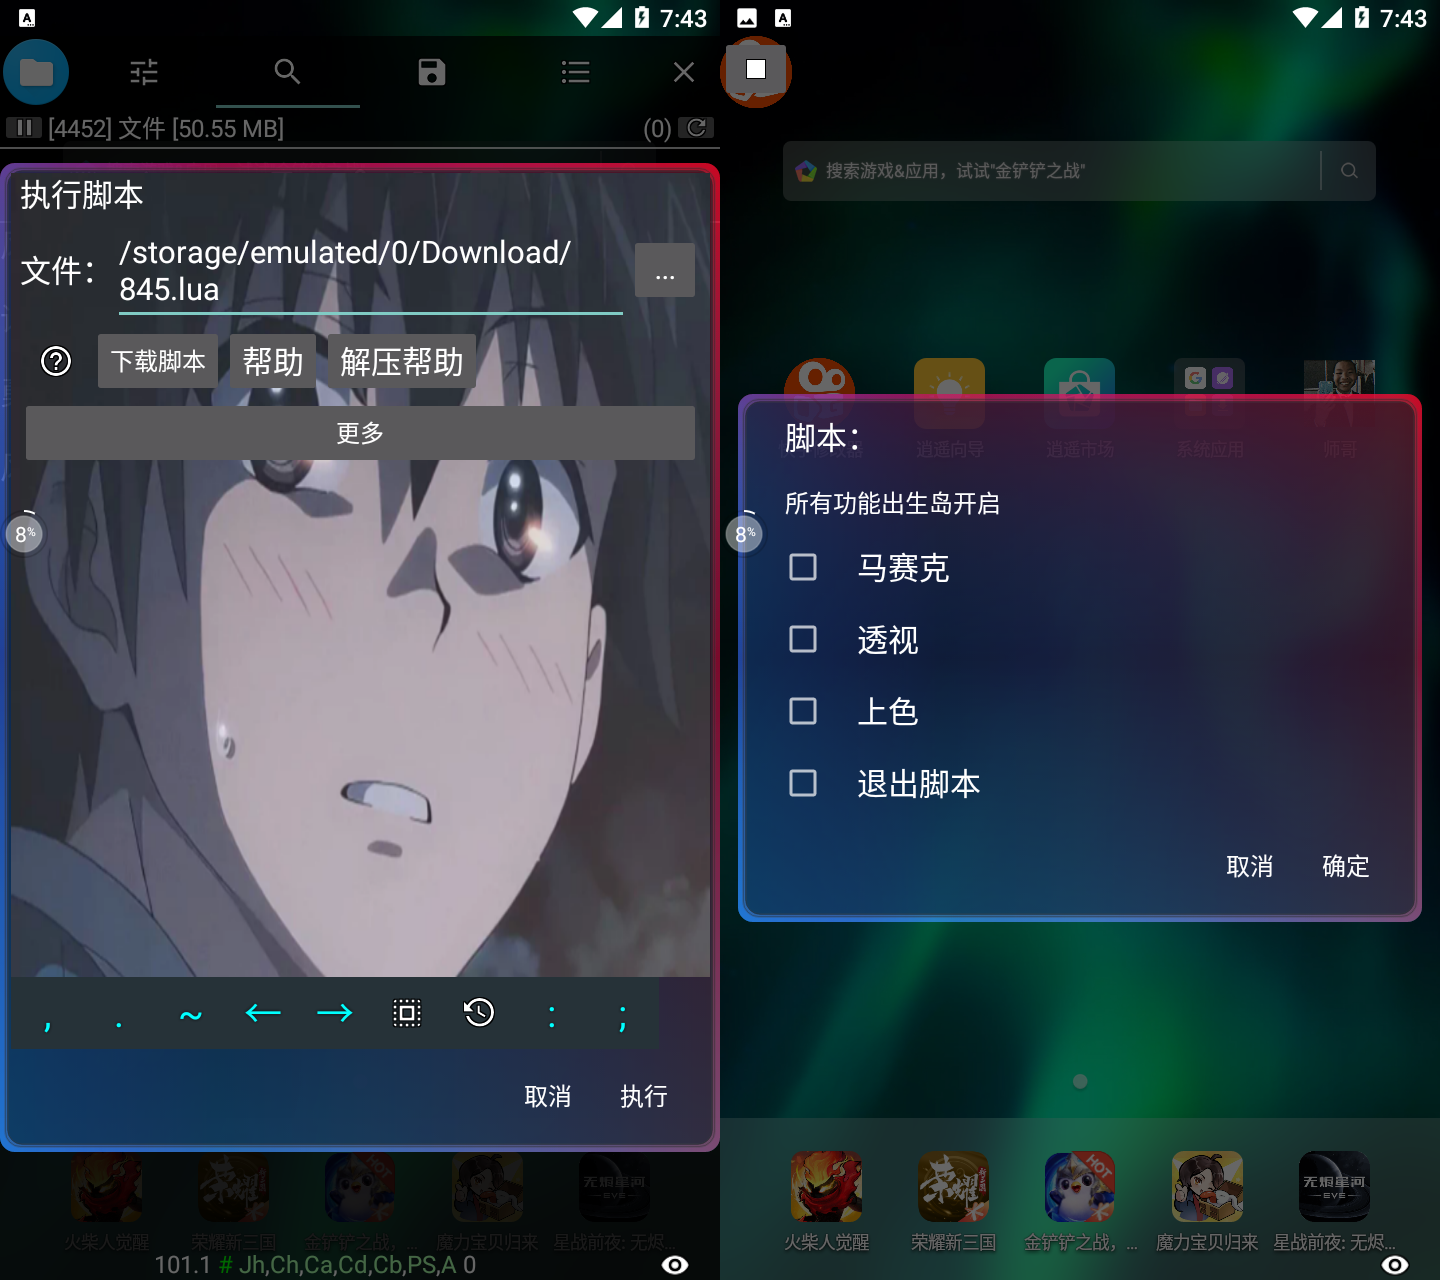 7:43
[4452] 文件 [50.55 MB]
(0)
执行脚本
文件：
/storage/emulated/0/Download/
845.lua
...
下载脚本
帮助
解压帮助
更多
8%
, . ~ ← → : ;
取消
执行
火柴人觉醒
荣耀新三国
金铲铲之战,
魔力宝贝归来
星战前夜: 无烬...
101.1 # Jh,Ch,Ca,Cd,Cb,PS,A 0
7:43
搜索游戏&应用，试试"金铲铲之战"
逍遥向导
逍遥市场
系统应用
师哥
脚本：
所有功能出生岛开启
8%
马赛克
透视
上色
退出脚本
取消
确定
HOT
无烬星河
EVE
火柴人觉醒
荣耀新三国
金铲铲之战，...
魔力宝贝归来
星战前夜: 无烬...